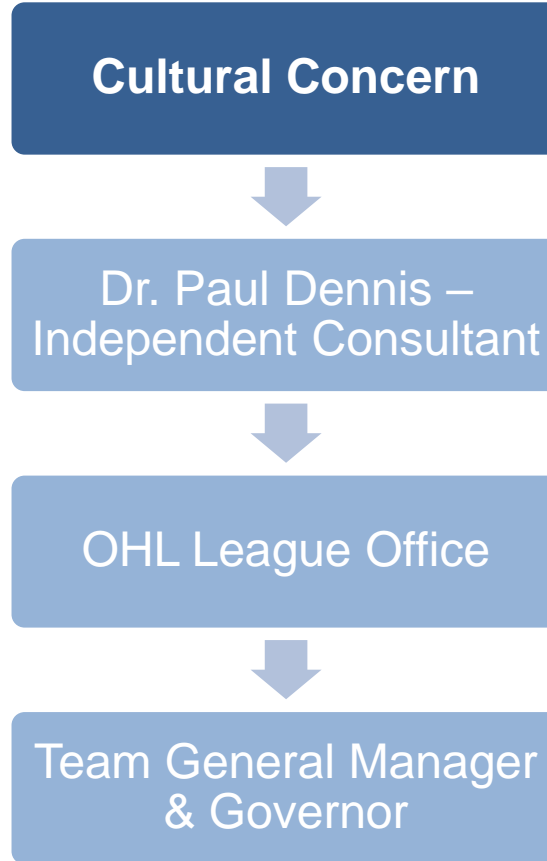 Cultural Concern
Dr. Paul Dennis –
Independent Consultant
OHL League Office
Team General Manager
& Governor